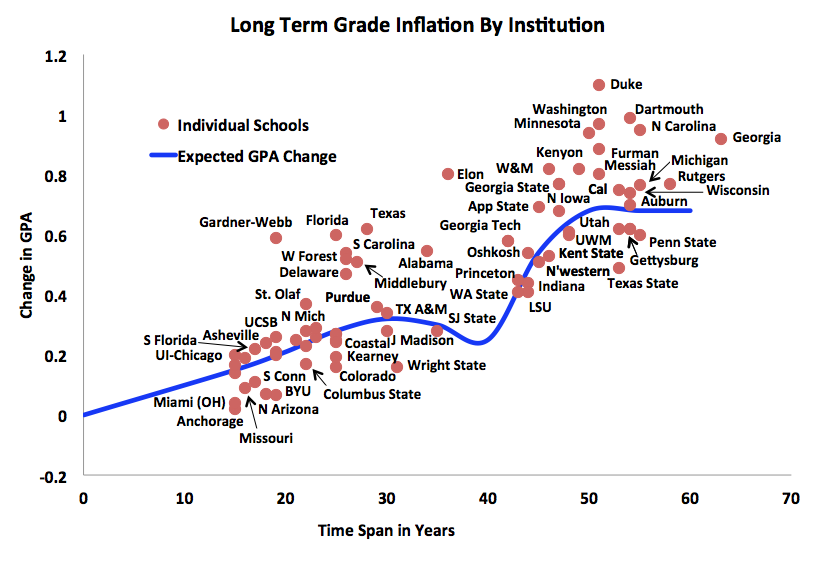 Long Term Grade Inflation By Institution
1.2
1
0.8
0.6
0.4
0.2
0
-0.2
Change in GPA
Individual Schools
Expected GPA Change
Duke
Washington
Dartmouth
Minnesota
N Carolina
Georgia
Kenyon
Furman
Messiah
Michigan
Elon
W&M
Rutgers
Georgia State
Cal
Wisconsin
App State
N Iowa
Auburn
Gardner-Webb
Florida
Texas
Georgia Tech
Utah
UWM
Penn State
S Carolina
W Forest
Alabama
Oshkosh
Kent State
Gettysburg
Delaware
Middlebury
Princeton
N'western
Texas State
St. Olaf
Purdue
WA State
Indiana
N Mich
TX A&M
SJ State
LSU
UCSB
S Florida
Asheville
Coastal
J Madison
UI-Chicago
Kearney
Wright State
S Conn
Colorado
Miami (OH)
BYU
Columbus State
N Arizona
Anchorage
Missouri
0
10
20
30
40
50
60
70
Time Span in Years